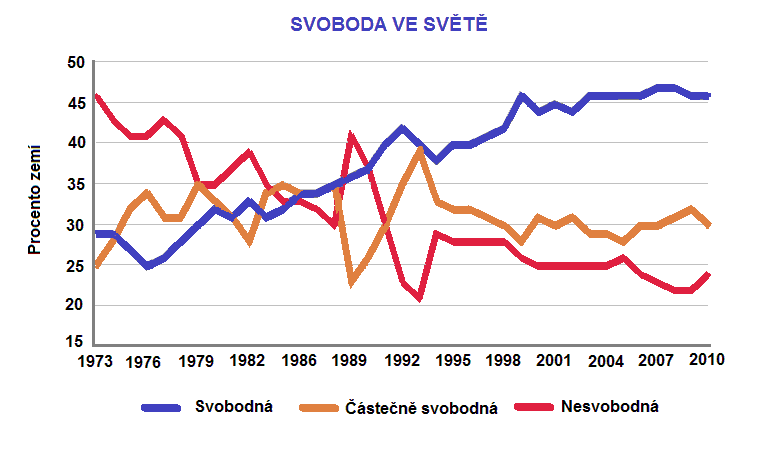 SVOBODA VE SVĚTĚ
Procento zemí
50
45
40
35
30
25
20
15
1973 1976 1979 1982 1986 1989 1992 1995 1998 2001 2004 2007 2010
Svobodná Částečně svobodná Nesvobodná